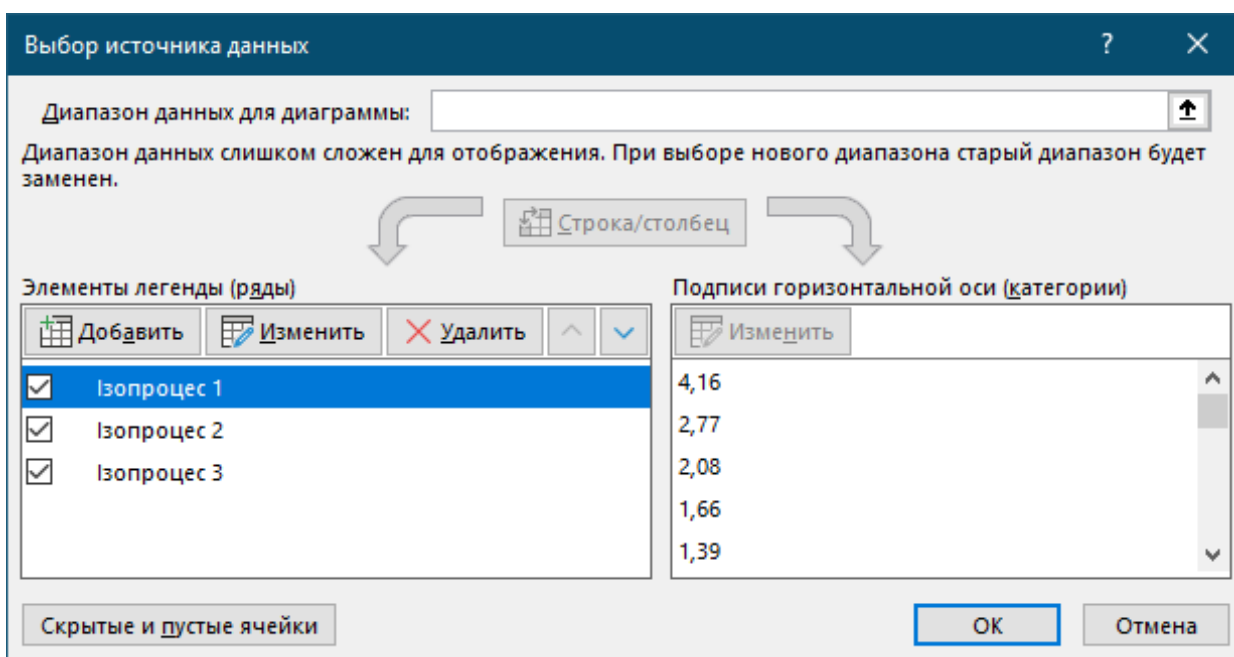 Выбор источника данных
Диапазон данных для диаграммы:
Диапазон данных слишком сложен для отображения. При выборе нового диапазона старый диапазон будет
заменен.
Строка/столбец
Элементы легенды (ряды)
Добавить Изменить Удалить
Ізопроцес 1
Ізопроцес 2
Ізопроцес 3
Подписи горизонтальной оси (категории)
Изменить
4,16
2,77
2,08
1,66
1,39
Скрытые и пустые ячейки
ОК Отмена